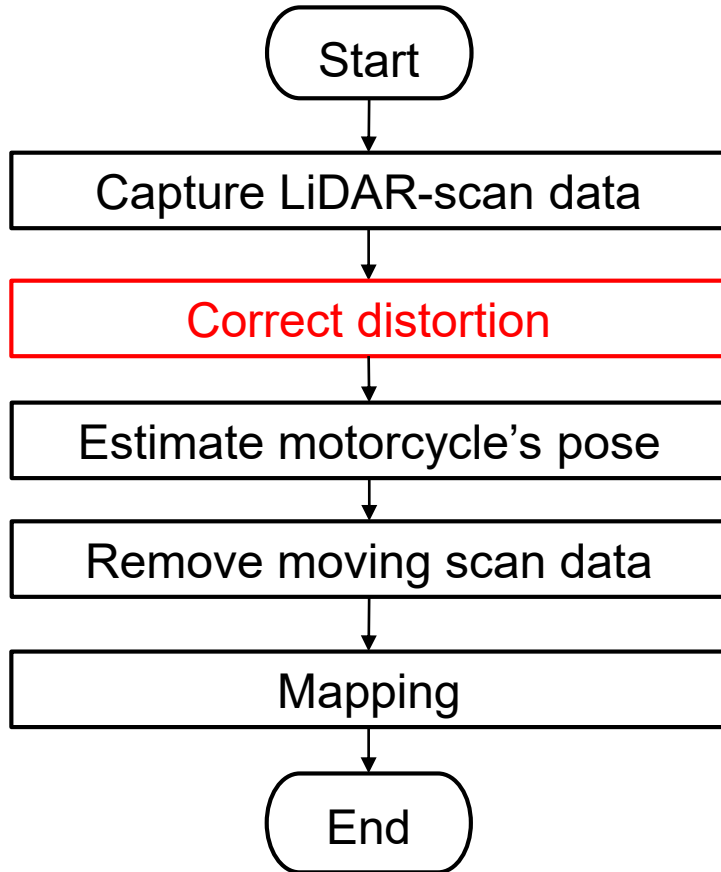 Start
Capture LiDAR-scan data
Correct distortion
Estimate motorcycle’s pose
Remove moving scan data
Mapping
End